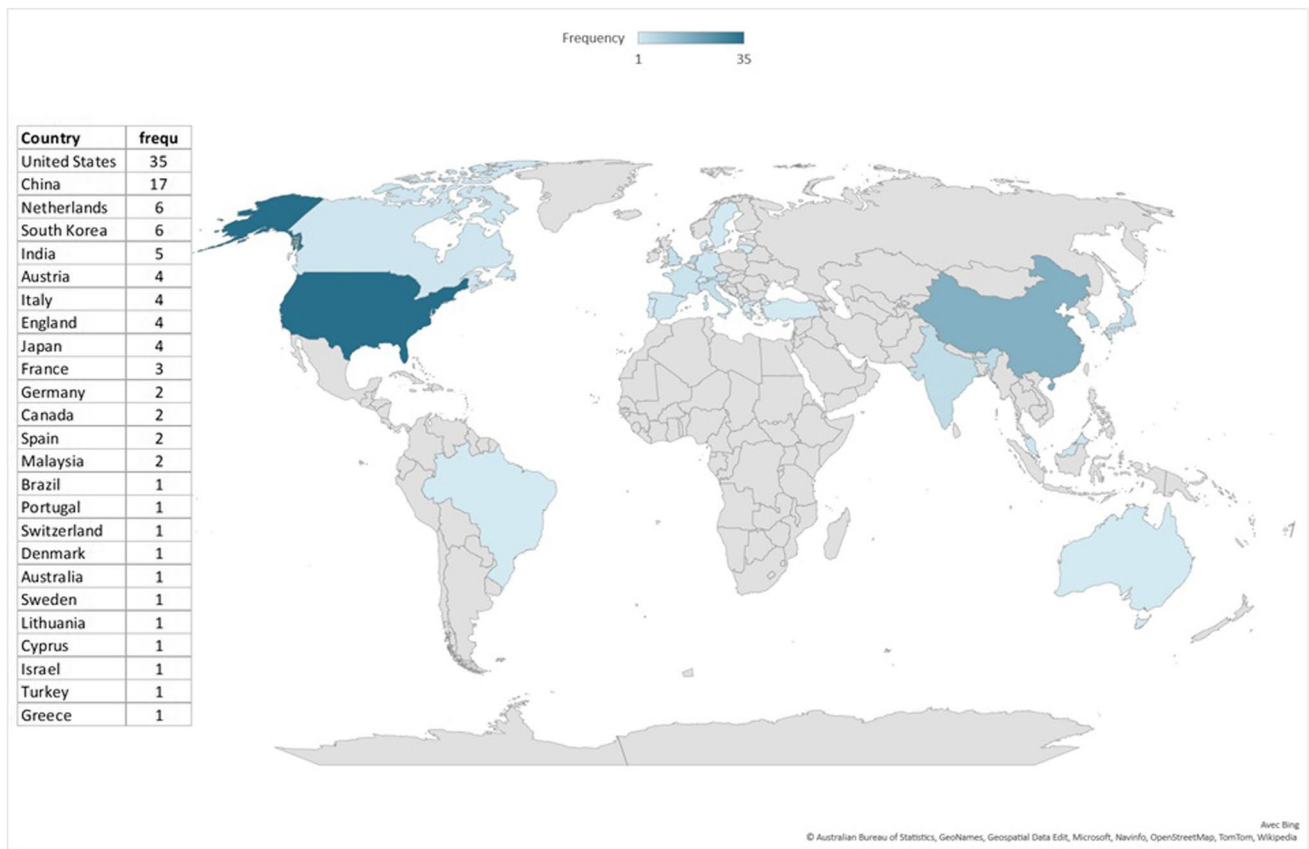 Frequency
1 35
Country frequ
United States 35
China 17
Netherlands 6
South Korea 6
India 5
Austria 4
Italy 4
England 4
Japan 4
France 3
Germany 2
Canada 2
Spain 2
Malaysia 2
Brazil 1
Portugal 1
Switzerland 1
Denmark 1
Australia 1
Sweden 1
Lithuania 1
Cyprus 1
Israel 1
Turkey 1
Greece 1
Avec Bing
© Australian Bureau of Statistics, GeoNames, Geospatial Data Edit, Microsoft, Navinfo, OpenStreetMap, TomTom, Wikipedia